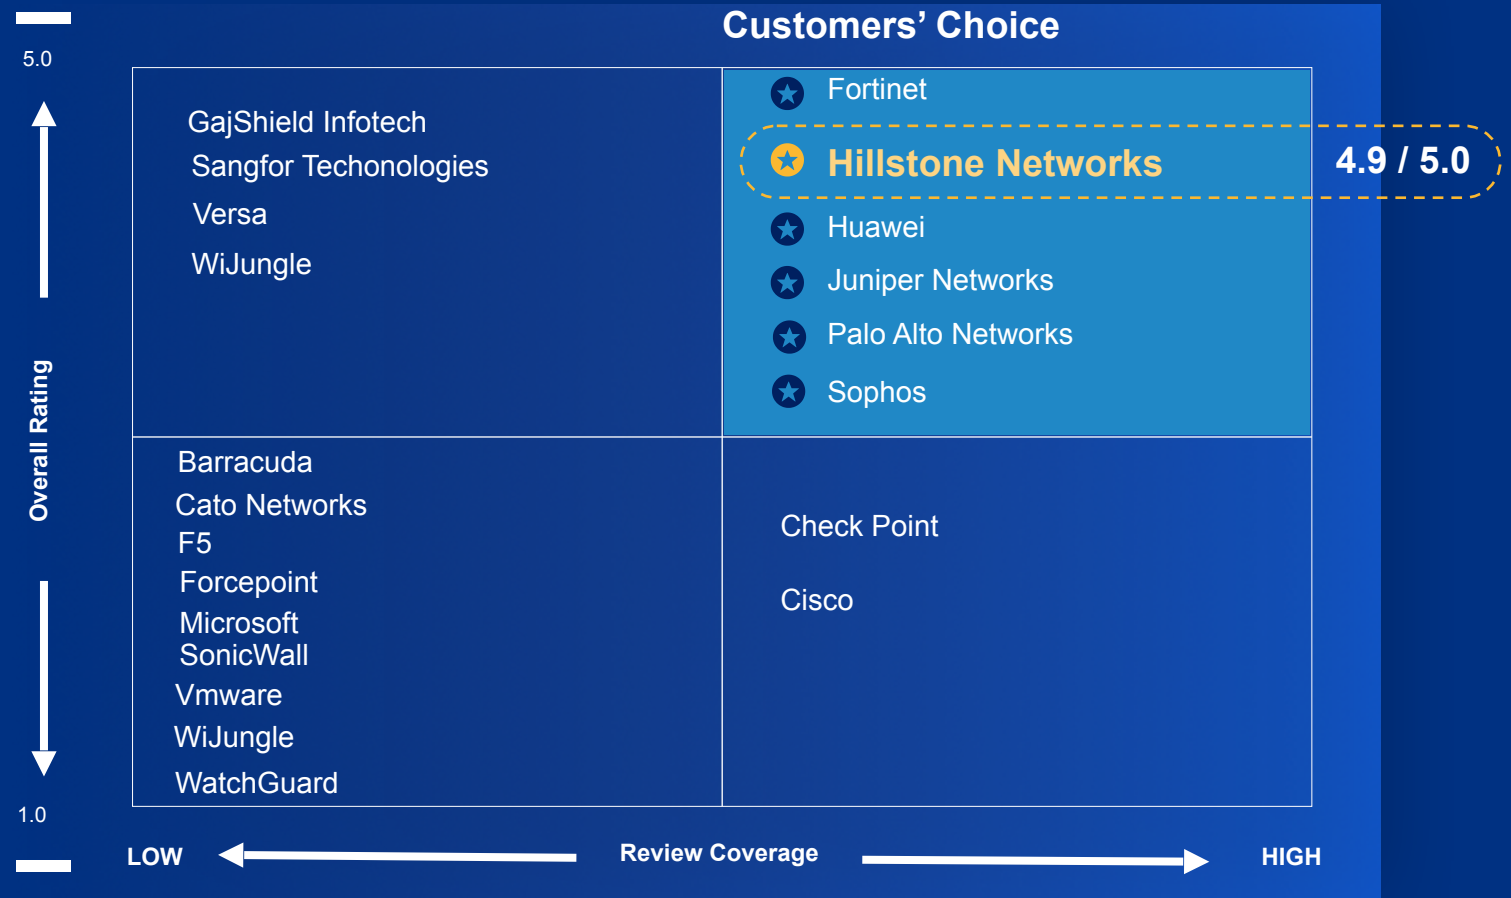 Customers’ Choice
5.0
GajShield Infotech
Sangfor Techonologies
Versa
WiJungle
Fortinet
Hillstone Networks
4.9 / 5.0
Huawei
Juniper Networks
Palo Alto Networks
Sophos
Overall Rating
Barracuda
Cato Networks
F5
Forcepoint
Microsoft
SonicWall
Vmware
WiJungle
WatchGuard
Check Point
Cisco
1.0
LOW
Review Coverage
HIGH